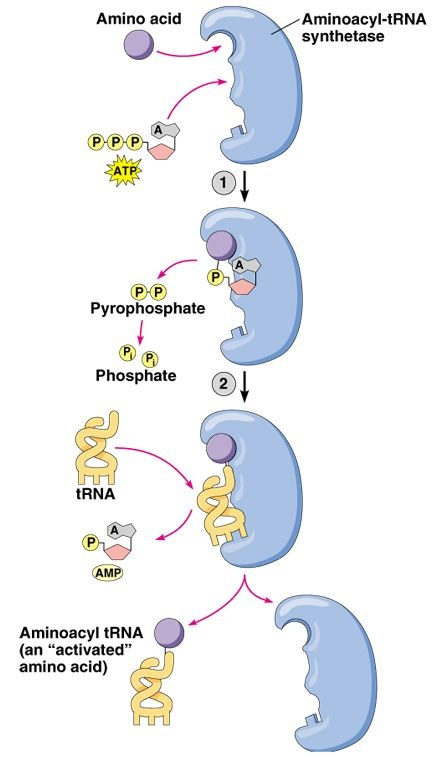 Amino acid
Aminoacyl-tRNA
synthetase
P P P A
ATP
1
A
P
P P
Pyrophosphate
Pi Pi
Phosphate
2
tRNA
A
P
AMP
Aminoacyl tRNA
(an “activated”
amino acid)